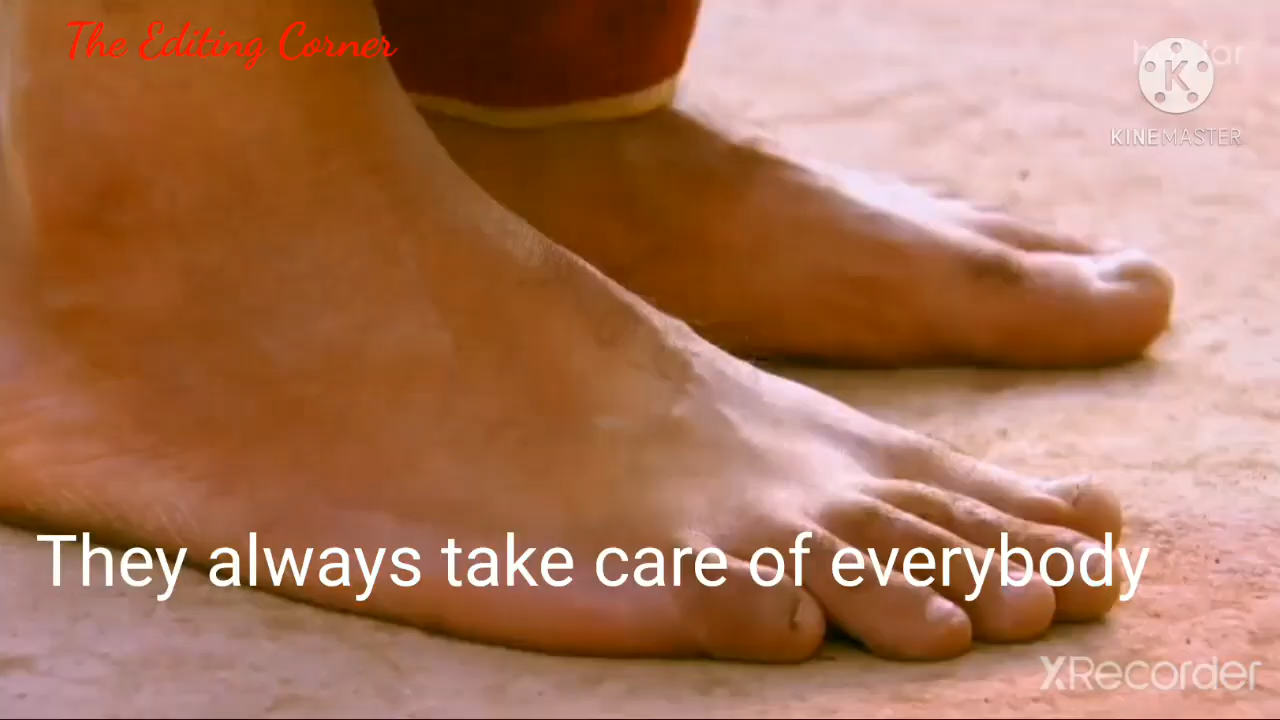 The Editing Corner
KINEMASTER
They always take care of everybody
XRecorder